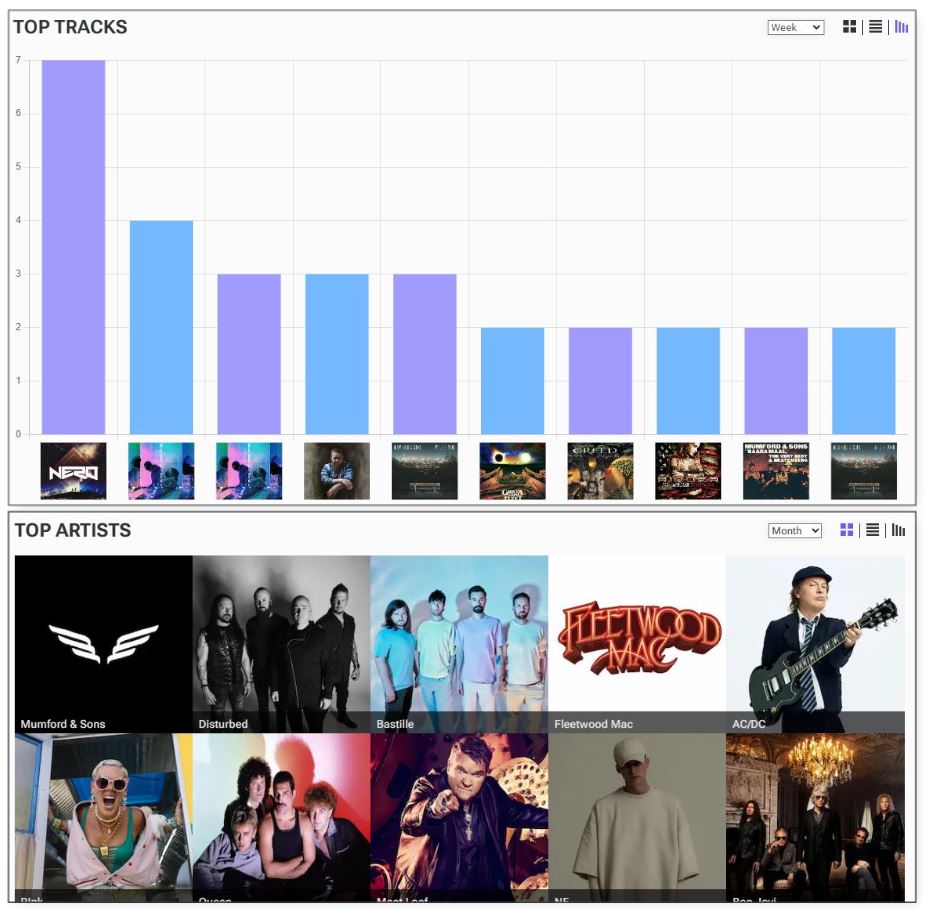 TOP TRACKS
Week
7
6
5
4
3
2
1
0
NERO
CREED
MUMFORD & SONS
BAABA MAAL
THE VERY BEST
& BEATENBERG
TOP ARTISTS
Month
FLEETWOOD
MAC
Mumford & Sons
Disturbed
Bastille
Fleetwood Mac
AC/DC
P!nk
Queen
Meat Loaf
NF
Bon Jovi